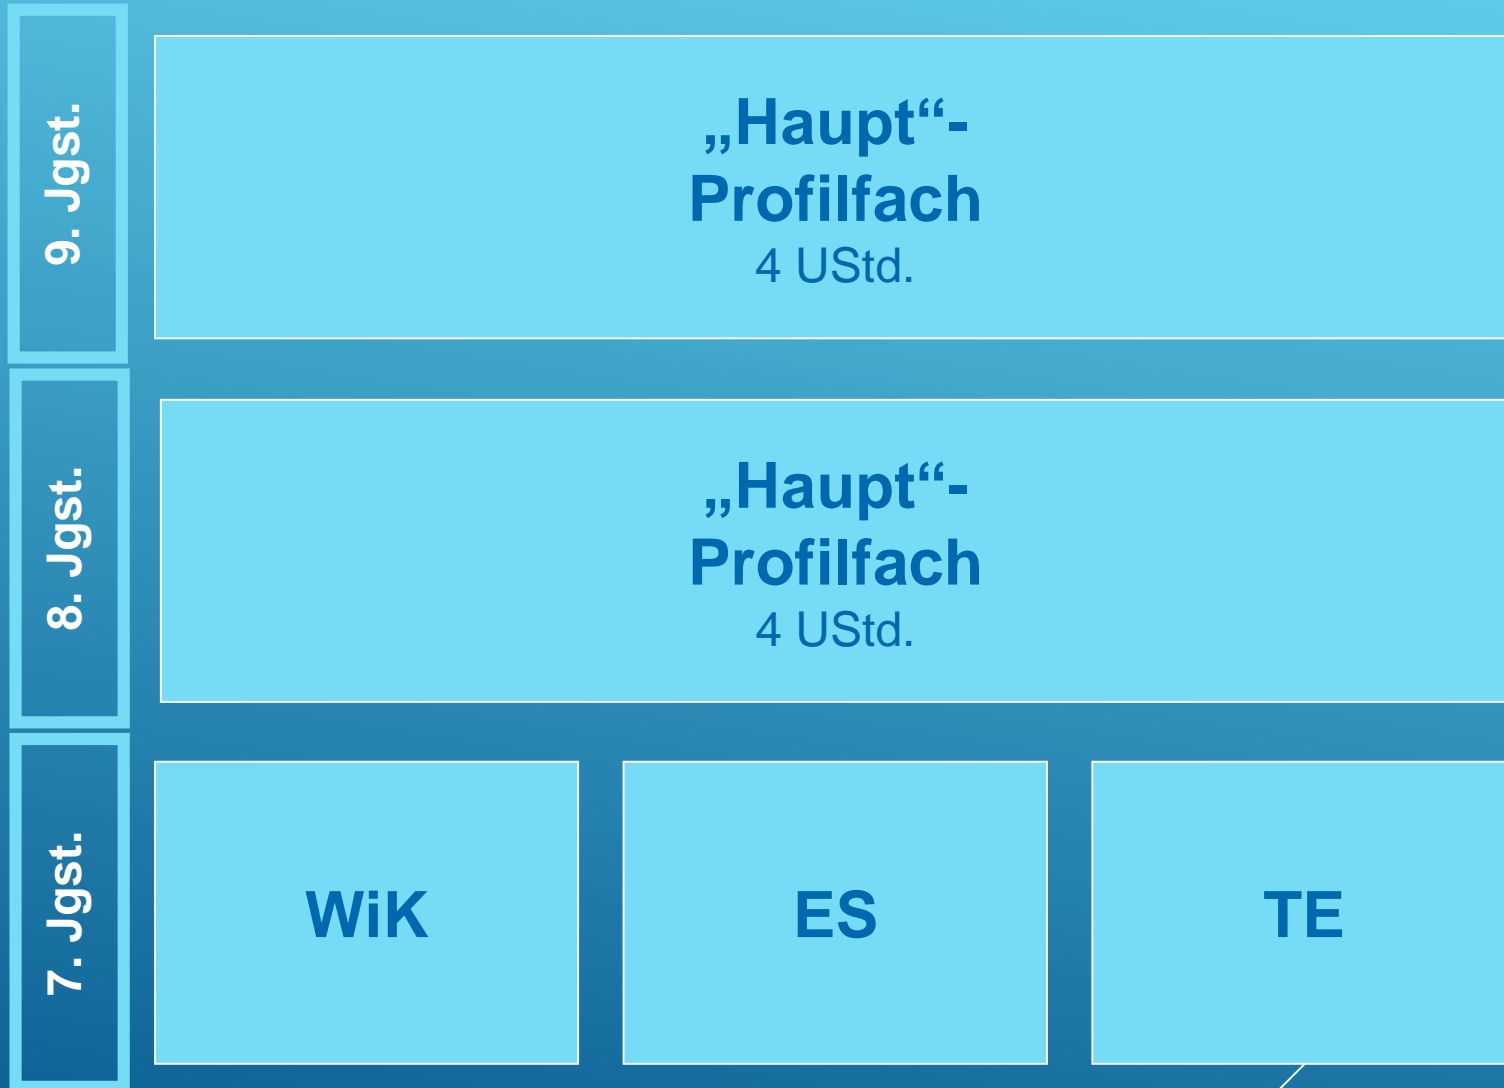 9. Jgst.
„Haupt“-
Profilfach
4 UStd.
8. Jgst.
„Haupt“-
Profilfach
4 UStd.
7. Jgst.
WiK
ES
TE